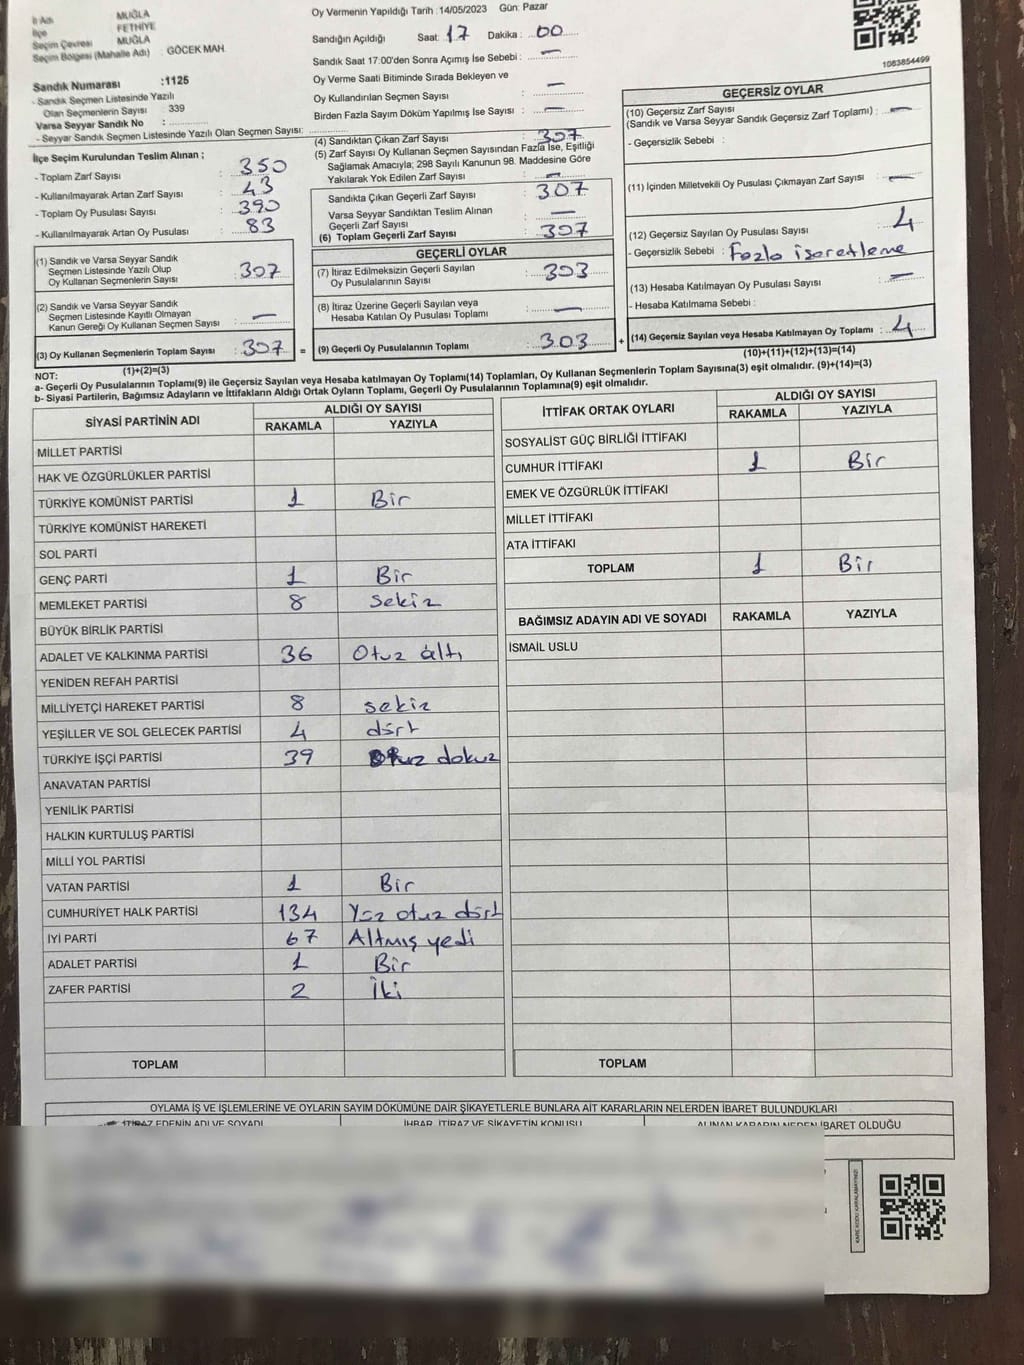 İl Adı MUĞLA
İlçe FETHİYE
Seçim Çevresi MUĞLA
Seçim Bölgesi (Mahalle Adı) : GÖCEK MAH.
Sandık Numarası :1125
- Sandık Seçmen Listesinde Yazılı
Olan Seçmenlerin Sayısı : 339
Varsa Seyyar Sandık No :
- Seyyar Sandık Seçmen Listesinde Yazılı Olan Seçmen Sayısı:
İlçe Seçim Kurulundan Teslim Alınan ;
- Toplam Zarf Sayısı : 350
- Kullanılmayarak Artan Zarf Sayısı : 43
- Toplam Oy Pusulası Sayısı : 390
- Kullanılmayarak Artan Oy Pusulası : 83
(1) Sandık ve Varsa Seyyar Sandık
Seçmen Listesinde Yazılı Olup
Oy Kullanan Seçmenlerin Sayısı : 307
(2) Sandık ve Varsa Seyyar Sandık
Seçmen Listesinde Kayıtlı Olmayan
Kanun Gereği Oy Kullanan Seçmen Sayısı : —
(3) Oy Kullanan Seçmenlerin Toplam Sayısı : 307
(1)+(2)=(3)
Oy Vermenin Yapıldığı Tarih :14/05/2023 Gün: Pazar
Sandığın Açıldığı Saat: 17 Dakika : 00
Sandık Saat 17:00'den Sonra Açımış İse Sebebi : —
Oy Verme Saati Bitiminde Sırada Bekleyen ve
Oy Kullandırılan Seçmen Sayısı : —
Birden Fazla Sayım Döküm Yapılmış İse Sayısı : —
(4) Sandıktan Çıkan Zarf Sayısı : 307
(5) Zarf Sayısı Oy Kullanan Seçmen Sayısından Fazla İse, Eşitliği
Sağlamak Amacıyla; 298 Sayılı Kanunun 98. Maddesine Göre
Yakılarak Yok Edilen Zarf Sayısı : —
Sandıkta Çıkan Geçerli Zarf Sayısı : 307
Varsa Seyyar Sandıktan Teslim Alınan
Geçerli Zarf Sayısı : —
(6) Toplam Geçerli Zarf Sayısı : 307
GEÇERLİ OYLAR
(7) İtiraz Edilmeksizin Geçerli Sayılan
Oy Pusulalarının Sayısı : 303
(8) İtiraz Üzerine Geçerli Sayılan veya
Hesaba Katılan Oy Pusulası Toplamı : —
= (9) Geçerli Oy Pusulalarının Toplamı : 303 +
1083854499
GEÇERSİZ OYLAR
(10) Geçersiz Zarf Sayısı
(Sandık ve Varsa Seyyar Sandık Geçersiz Zarf Toplamı) : —
- Geçersizlik Sebebi :
(11) İçinden Milletvekili Oy Pusulası Çıkmayan Zarf Sayısı : —
(12) Geçersiz Sayılan Oy Pusulası Sayısı : 4
- Geçersizlik Sebebi : Fazla işaretleme
(13) Hesaba Katılmayan Oy Pusulası Sayısı : —
- Hesaba Katılmama Sebebi :
(14) Geçersiz Sayılan veya Hesaba Katılmayan Oy Toplamı : 4
(10)+(11)+(12)+(13)=(14)
NOT:
a- Geçerli Oy Pusulalarının Toplamı(9) ile Geçersiz Sayılan veya Hesaba katılmayan Oy Toplamı(14) Toplamları, Oy Kullanan Seçmenlerin Toplam Sayısına(3) eşit olmalıdır. (9)+(14)=(3)
b- Siyasi Partilerin, Bağımsız Adayların ve İttifakların Aldığı Ortak Oyların Toplamı, Geçerli Oy Pusulalarının Toplamına(9) eşit olmalıdır.
SİYASİ PARTİNİN ADI ALDIĞI OY SAYISI
RAKAMLA YAZIYLA
MİLLET PARTİSİ
HAK VE ÖZGÜRLÜKLER PARTİSİ
TÜRKİYE KOMÜNİST PARTİSİ 1 Bir
TÜRKİYE KOMÜNİST HAREKETİ
SOL PARTİ
GENÇ PARTİ 1 Bir
MEMLEKET PARTİSİ 8 sekiz
BÜYÜK BİRLİK PARTİSİ
ADALET VE KALKINMA PARTİSİ 36 Otuz altı
YENİDEN REFAH PARTİSİ
MİLLİYETÇİ HAREKET PARTİSİ 8 sekiz
YEŞİLLER VE SOL GELECEK PARTİSİ 4 dört
TÜRKİYE İŞÇİ PARTİSİ 39 Otuz dokuz
ANAVATAN PARTİSİ
YENİLİK PARTİSİ
HALKIN KURTULUŞ PARTİSİ
MİLLİ YOL PARTİSİ
VATAN PARTİSİ 1 Bir
CUMHURİYET HALK PARTİSİ 134 Yüz otuz dört
İYİ PARTİ 67 Altmış yedi
ADALET PARTİSİ 1 Bir
ZAFER PARTİSİ 2 İki
TOPLAM
İTTİFAK ORTAK OYLARI ALDIĞI OY SAYISI
RAKAMLA YAZIYLA
SOSYALİST GÜÇ BİRLİĞİ İTTİFAKI
CUMHUR İTTİFAKI 1 Bir
EMEK VE ÖZGÜRLÜK İTTİFAKI
MİLLET İTTİFAKI
ATA İTTİFAKI
TOPLAM 1 Bir
BAĞIMSIZ ADAYIN ADI VE SOYADI RAKAMLA YAZIYLA
İSMAİL USLU
TOPLAM
OYLAMA İŞ VE İŞLEMLERİNE VE OYLARIN SAYIM DÖKÜMÜNE DAİR ŞİKAYETLERLE BUNLARA AİT KARARLARIN NELERDEN İBARET BULUNDUKLARI
İTİRAZ EDENİN ADI VE SOYADI İHBAR, İTİRAZ VE ŞİKAYETİN KONUSU ALINAN KARARIN NEDEN İBARET OLDUĞU
KARE KODU KARALAMAYINIZ!